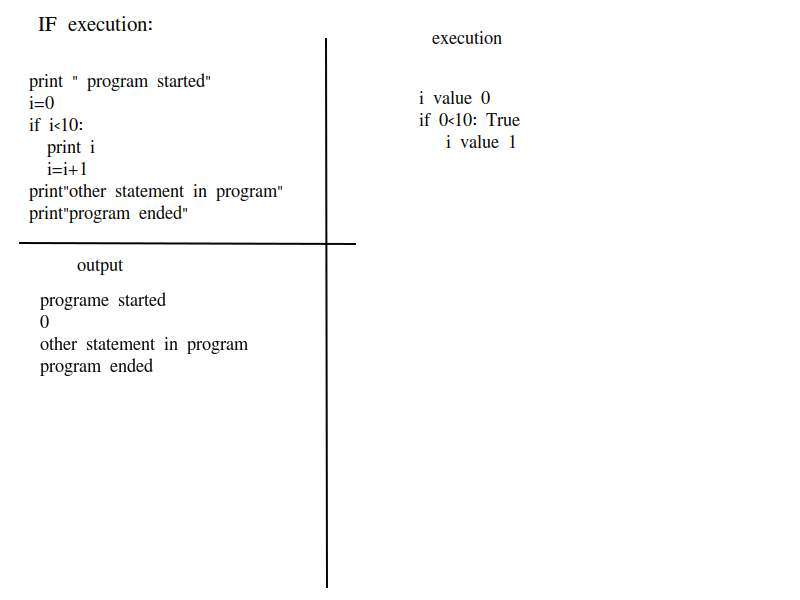 IF execution:
print " program started"
i=0
if i<10:
print i
i=i+1
print"other statement in program"
print"program ended"
output
programe started
0
other statement in program
program ended
execution
i value 0
if 0<10: True
i value 1